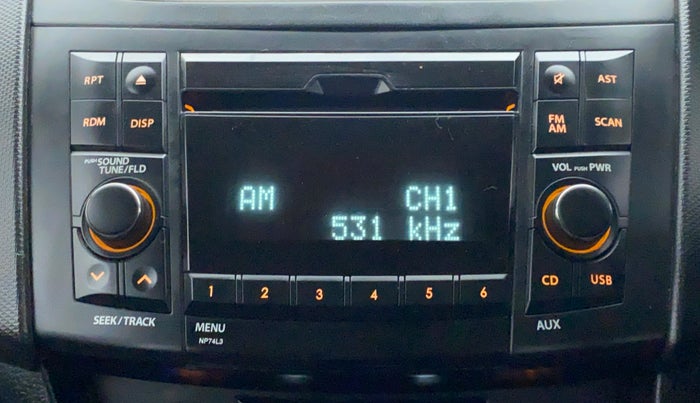 RPT
AST
RDM
DISP
FM
AM
SCAN
PUSH SOUND
TUNE/FLD
VOL PUSH PWR
AM
CH1
531 kHz
CD
USB
1
2
3
4
5
6
SEEK/TRACK
MENU
NP74L3
AUX